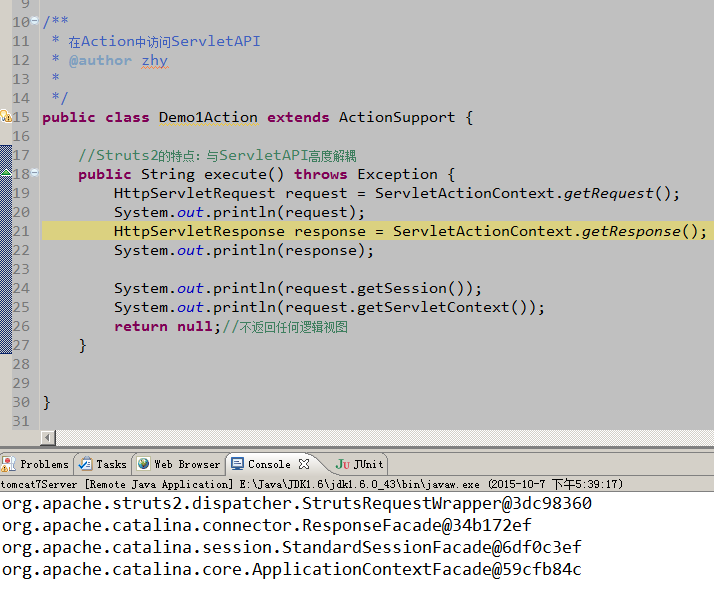 9
10 /**
11  * 在Action中访问ServletAPI
12  * @author zhy
13  *
14  */
15 public class Demo1Action extends ActionSupport {
16
17     //Struts2的特点：与ServletAPI高度解耦
18     public String execute() throws Exception {
19         HttpServletRequest request = ServletActionContext.getRequest();
20         System.out.println(request);
21         HttpServletResponse response = ServletActionContext.getResponse();
22         System.out.println(response);
23
24         System.out.println(request.getSession());
25         System.out.println(request.getServletContext());
26         return null;//不返回任何逻辑视图
27     }
28
29
30 }
31
Problems Tasks Web Browser Console JUnit
tomcat7Server [Remote Java Application] E:\Java\JDK1.6\jdk1.6.0_43\bin\javaw.exe (2015-10-7 下午5:39:17)
org.apache.struts2.dispatcher.StrutsRequestWrapper@3dc98360
org.apache.catalina.connector.ResponseFacade@34b172ef
org.apache.catalina.session.StandardSessionFacade@6df0c3ef
org.apache.catalina.core.ApplicationContextFacade@59cfb84c